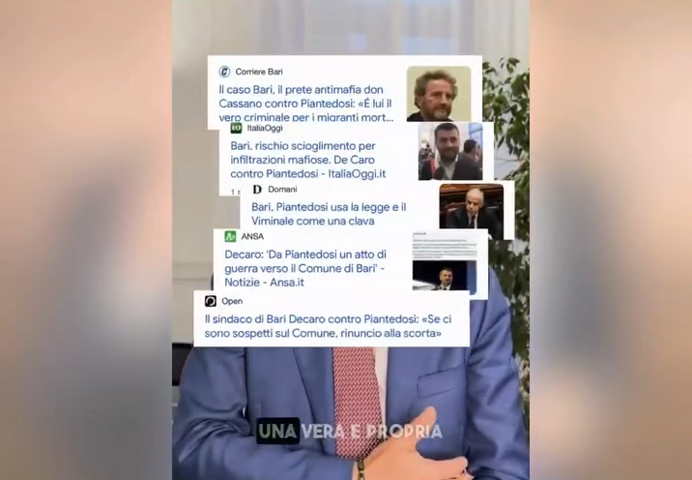 Corriere Bari
Il caso Bari, il prete antimafia don
Cassano contro Piantedosi: «É lui il
vero criminale per i migranti mort...
ItaliaOggi
Bari, rischio scioglimento per
infiltrazioni mafiose. De Caro
contro Piantedosi - ItaliaOggi.it
Domani
Bari, Piantedosi usa la legge e il
Viminale come una clava
ANSA
Decaro: 'Da Piantedosi un atto di
guerra verso il Comune di Bari' -
Notizie - Ansa.it
Open
Il sindaco di Bari Decaro contro Piantedosi: «Se ci
sono sospetti sul Comune, rinuncio alla scorta»
UNA VERA E PROPRIA